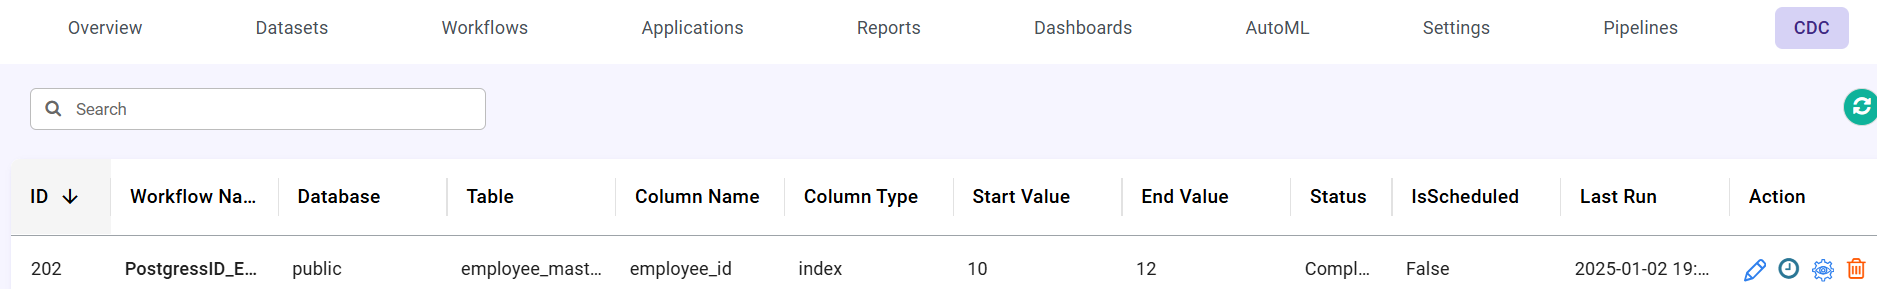 Overview Datasets Workflows Applications Reports Dashboards AutoML Settings Pipelines CDC
Search
ID Workflow Na... Database Table Column Name Column Type Start Value End Value Status IsScheduled Last Run Action
202 PostgressID_E... public employee_mast... employee_id index 10 12 Compl... False 2025-01-02 19:...